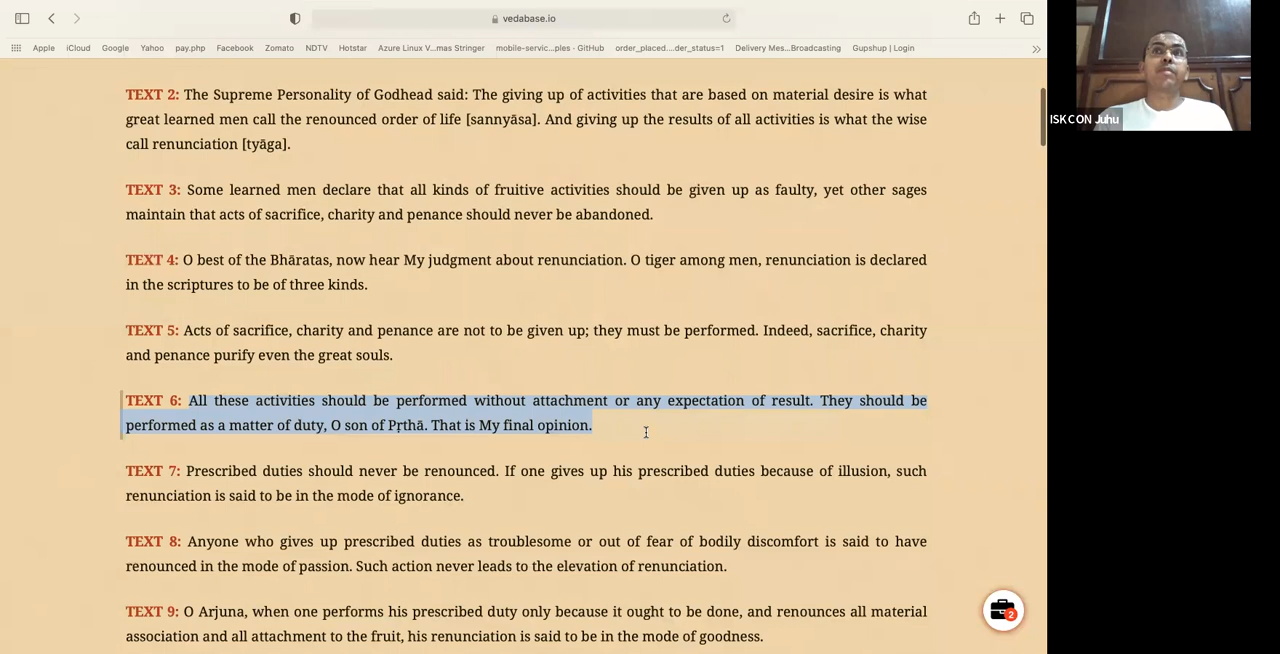 vedabase.io
Apple iCloud Google Yahoo pay.php Facebook Zomato NDTV Hotstar Azure Linux V...mas Stringer mobile-servic...ples · GitHub order_placed....der_status=1 Delivery Mes...Broadcasting Gupshup | Login
TEXT 2: The Supreme Personality of Godhead said: The giving up of activities that are based on material desire is what
great learned men call the renounced order of life [sannyāsa]. And giving up the results of all activities is what the wise
call renunciation [tyāga].
TEXT 3: Some learned men declare that all kinds of fruitive activities should be given up as faulty, yet other sages
maintain that acts of sacrifice, charity and penance should never be abandoned.
TEXT 4: O best of the Bhāratas, now hear My judgment about renunciation. O tiger among men, renunciation is declared
in the scriptures to be of three kinds.
TEXT 5: Acts of sacrifice, charity and penance are not to be given up; they must be performed. Indeed, sacrifice, charity
and penance purify even the great souls.
TEXT 6: All these activities should be performed without attachment or any expectation of result. They should be
performed as a matter of duty, O son of Pṛthā. That is My final opinion.
TEXT 7: Prescribed duties should never be renounced. If one gives up his prescribed duties because of illusion, such
renunciation is said to be in the mode of ignorance.
TEXT 8: Anyone who gives up prescribed duties as troublesome or out of fear of bodily discomfort is said to have
renounced in the mode of passion. Such action never leads to the elevation of renunciation.
TEXT 9: O Arjuna, when one performs his prescribed duty only because it ought to be done, and renounces all material
association and all attachment to the fruit, his renunciation is said to be in the mode of goodness.
2
ISKCON Juhu